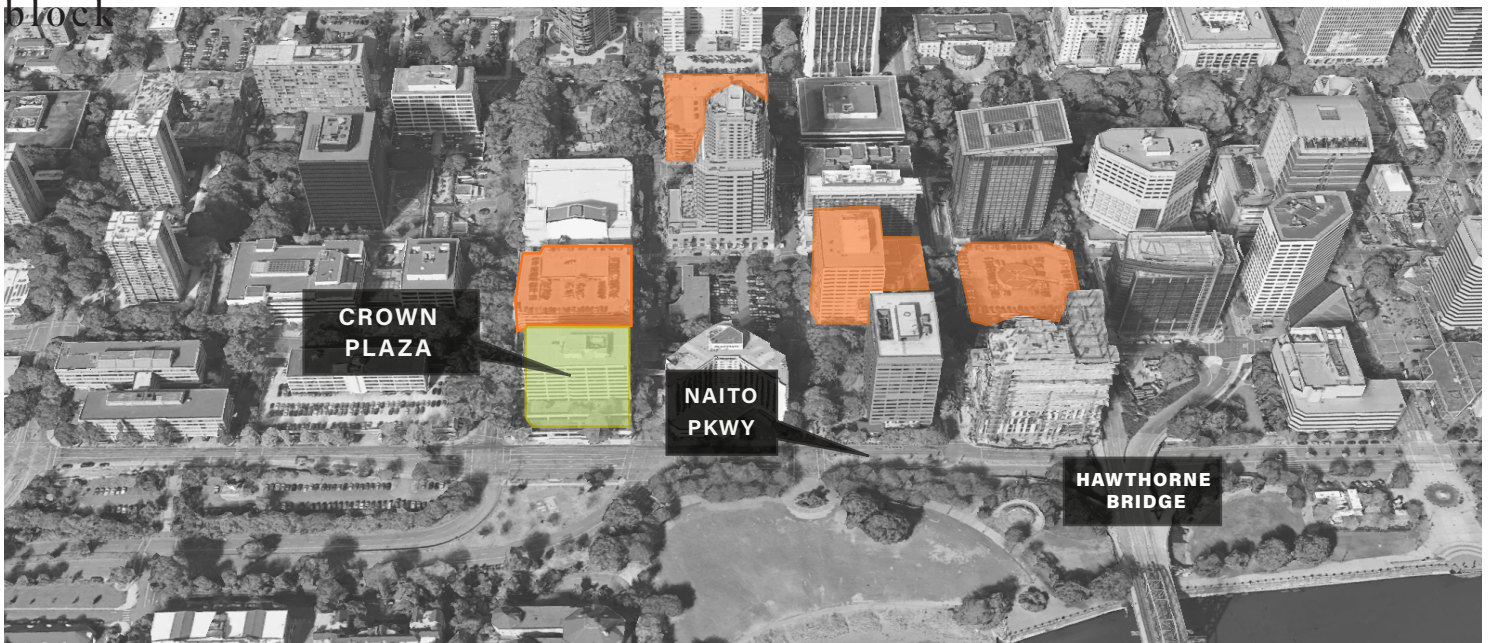 block
CROWN
PLAZA
NAITO
PKWY
HAWTHORNE
BRIDGE